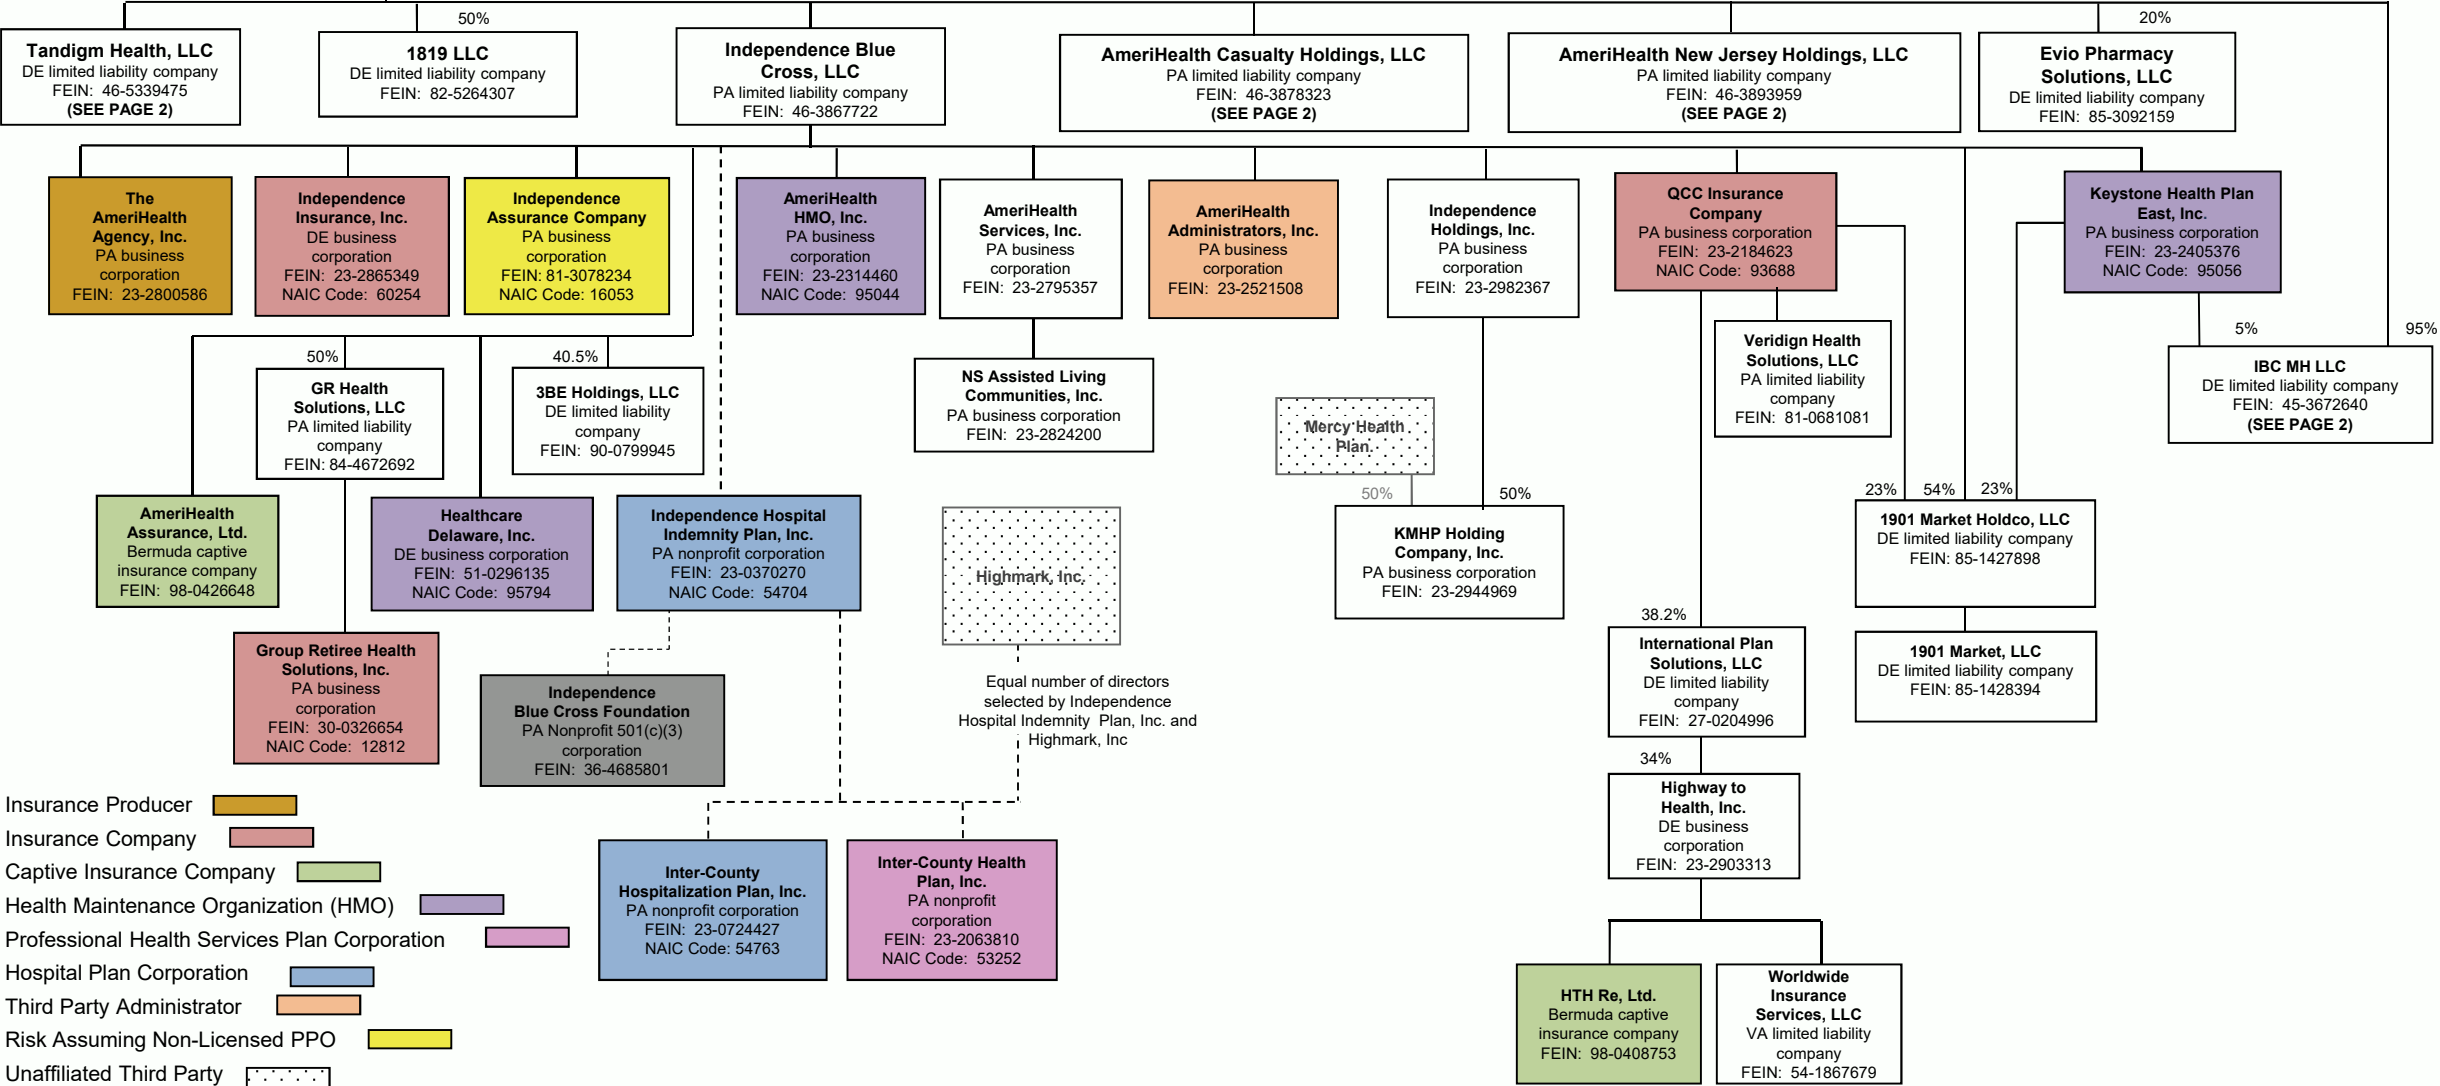 50%
20%
Tandigm Health, LLC
DE limited liability company
FEIN: 46-5339475
(SEE PAGE 2)
1819 LLC
DE limited liability company
FEIN: 82-5264307
Independence Blue
Cross, LLC
PA limited liability company
FEIN: 46-3867722
AmeriHealth Casualty Holdings, LLC
PA limited liability company
FEIN: 46-3878323
(SEE PAGE 2)
AmeriHealth New Jersey Holdings, LLC
PA limited liability company
FEIN: 46-3893959
(SEE PAGE 2)
Evio Pharmacy
Solutions, LLC
DE limited liability company
FEIN: 85-3092159
The
AmeriHealth
Agency, Inc.
PA business
corporation
FEIN: 23-2800586
Independence
Insurance, Inc.
DE business
corporation
FEIN: 23-2865349
NAIC Code: 60254
Independence
Assurance Company
PA business
corporation
FEIN: 81-3078234
NAIC Code: 16053
AmeriHealth
HMO, Inc.
PA business
corporation
FEIN: 23-2314460
NAIC Code: 95044
AmeriHealth
Services, Inc.
PA business
corporation
FEIN: 23-2795357
AmeriHealth
Administrators, Inc.
PA business
corporation
FEIN: 23-2521508
Independence
Holdings, Inc.
PA business
corporation
FEIN: 23-2982367
QCC Insurance
Company
PA business corporation
FEIN: 23-2184623
NAIC Code: 93688
Keystone Health Plan
East, Inc.
PA business corporation
FEIN: 23-2405376
NAIC Code: 95056
50%
GR Health
Solutions, LLC
PA limited liability
company
FEIN: 84-4672692
40.5%
3BE Holdings, LLC
DE limited liability
company
FEIN: 90-0799945
NS Assisted Living
Communities, Inc.
PA business corporation
FEIN: 23-2824200
Mercy Health
Plan.
Veridign Health
Solutions, LLC
PA limited liability
company
FEIN: 81-0681081
5%
95%
IBC MH LLC
DE limited liability company
FEIN: 45-3672640
(SEE PAGE 2)
AmeriHealth
Assurance, Ltd.
Bermuda captive
insurance company
FEIN: 98-0426648
Healthcare
Delaware, Inc.
DE business corporation
FEIN: 51-0296135
NAIC Code: 95794
Independence Hospital
Indemnity Plan, Inc.
PA nonprofit corporation
FEIN: 23-0370270
NAIC Code: 54704
Highmark, Inc.
50%
50%
KMHP Holding
Company, Inc.
PA business corporation
FEIN: 23-2944969
23%
54%
23%
1901 Market Holdco, LLC
DE limited liability company
FEIN: 85-1427898
Group Retiree Health
Solutions, Inc.
PA business
corporation
FEIN: 30-0326654
NAIC Code: 12812
Independence
Blue Cross Foundation
PA Nonprofit 501(c)(3)
corporation
FEIN: 36-4685801
Equal number of directors
selected by Independence
Hospital Indemnity Plan, Inc. and
Highmark, Inc
38.2%
International Plan
Solutions, LLC
DE limited liability
company
FEIN: 27-0204996
1901 Market, LLC
DE limited liability company
FEIN: 85-1428394
34%
Highway to
Health, Inc.
DE business
corporation
FEIN: 23-2903313
Inter-County
Hospitalization Plan, Inc.
PA nonprofit corporation
FEIN: 23-0724427
NAIC Code: 54763
Inter-County Health
Plan, Inc.
PA nonprofit
corporation
FEIN: 23-2063810
NAIC Code: 53252
HTH Re, Ltd.
Bermuda captive
insurance company
FEIN: 98-0408753
Worldwide
Insurance
Services, LLC
VA limited liability
company
FEIN: 54-1867679
Insurance Producer
Insurance Company
Captive Insurance Company
Health Maintenance Organization (HMO)
Professional Health Services Plan Corporation
Hospital Plan Corporation
Third Party Administrator
Risk Assuming Non-Licensed PPO
Unaffiliated Third Party